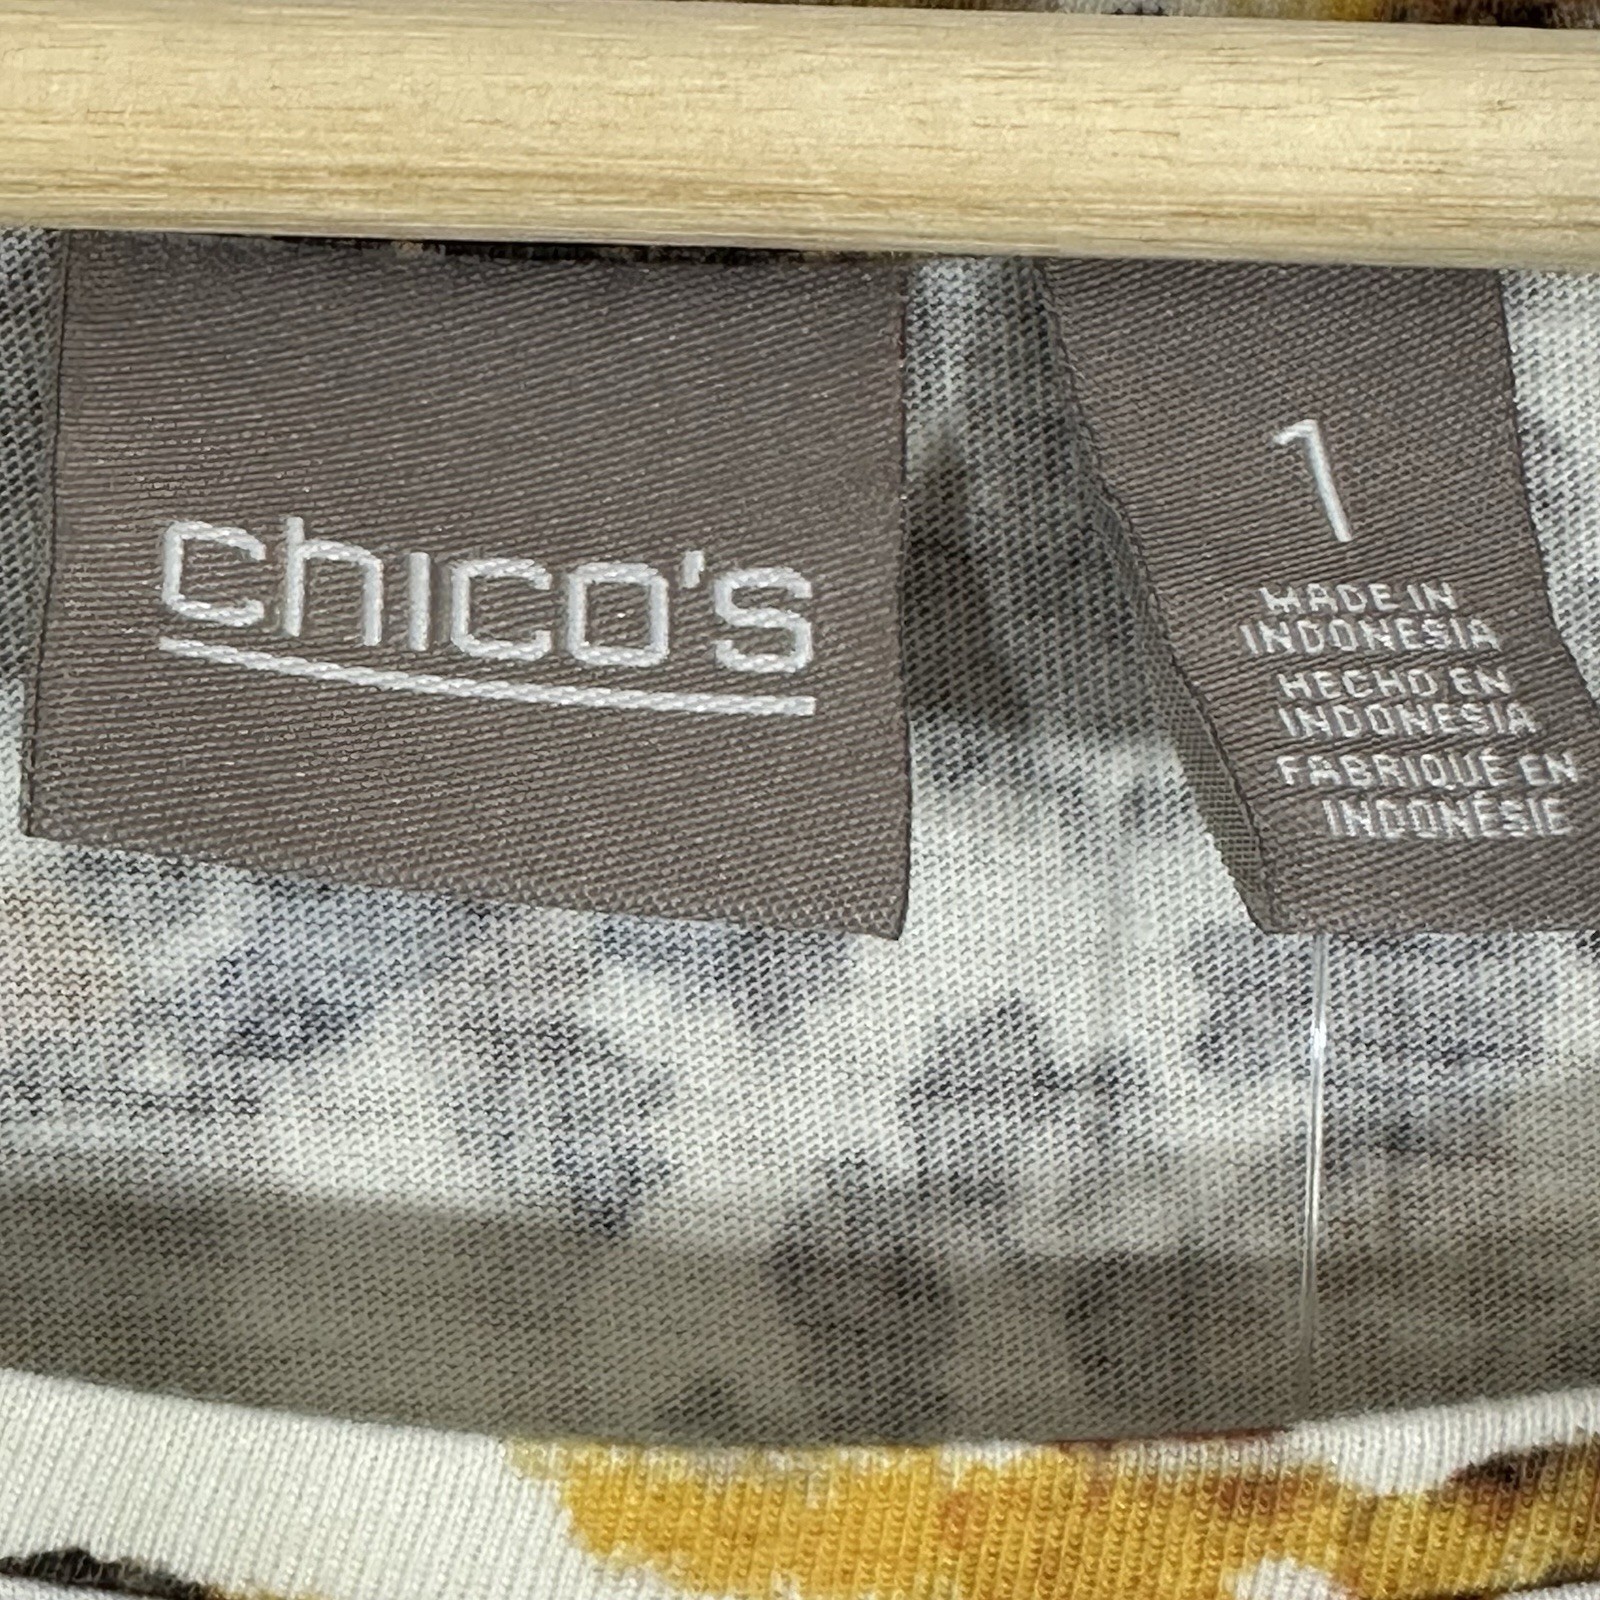 chico's
1
MADE IN
INDONESIA
HECHO EN
INDONESIA
FABRIQUÉ EN
INDONÉSIE